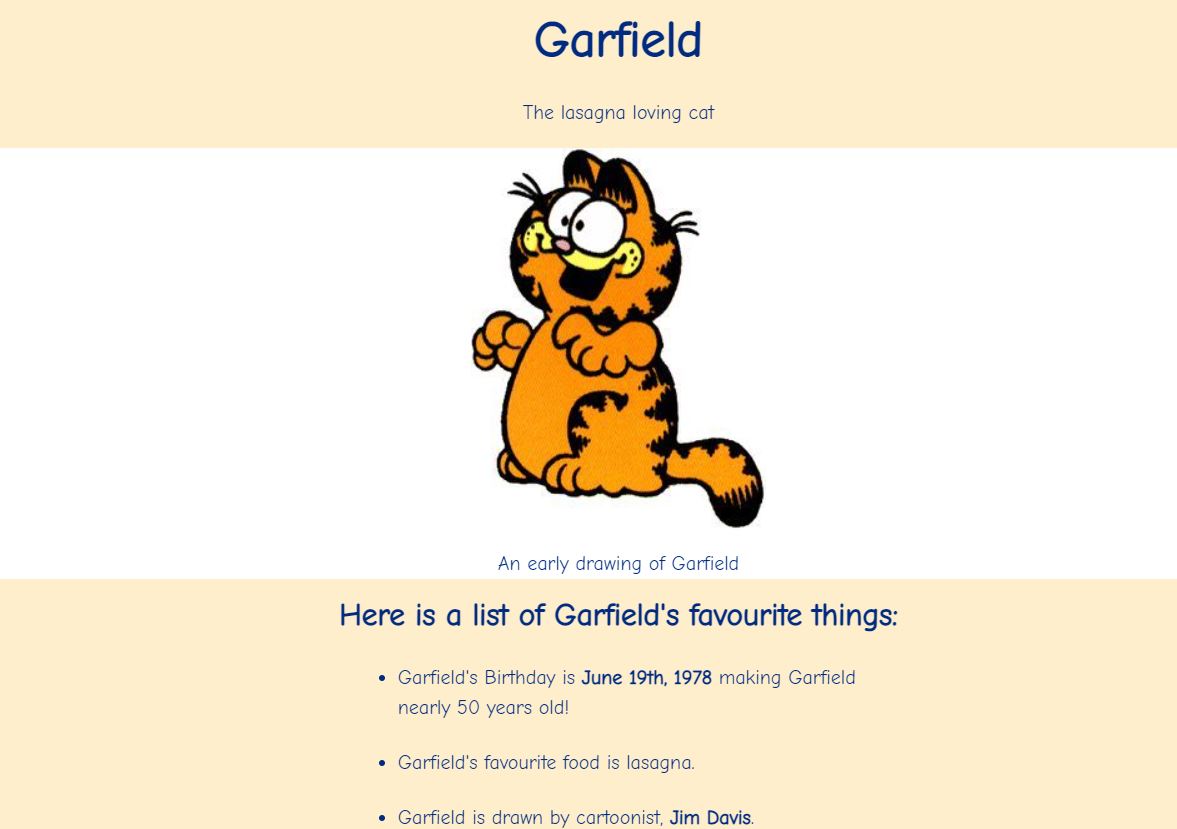 Garfield
The lasagna loving cat
An early drawing of Garfield
Here is a list of Garfield's favourite things:
• Garfield's Birthday is June 19th, 1978 making Garfield
nearly 50 years old!
• Garfield's favourite food is lasagna.
• Garfield is drawn by cartoonist, Jim Davis.